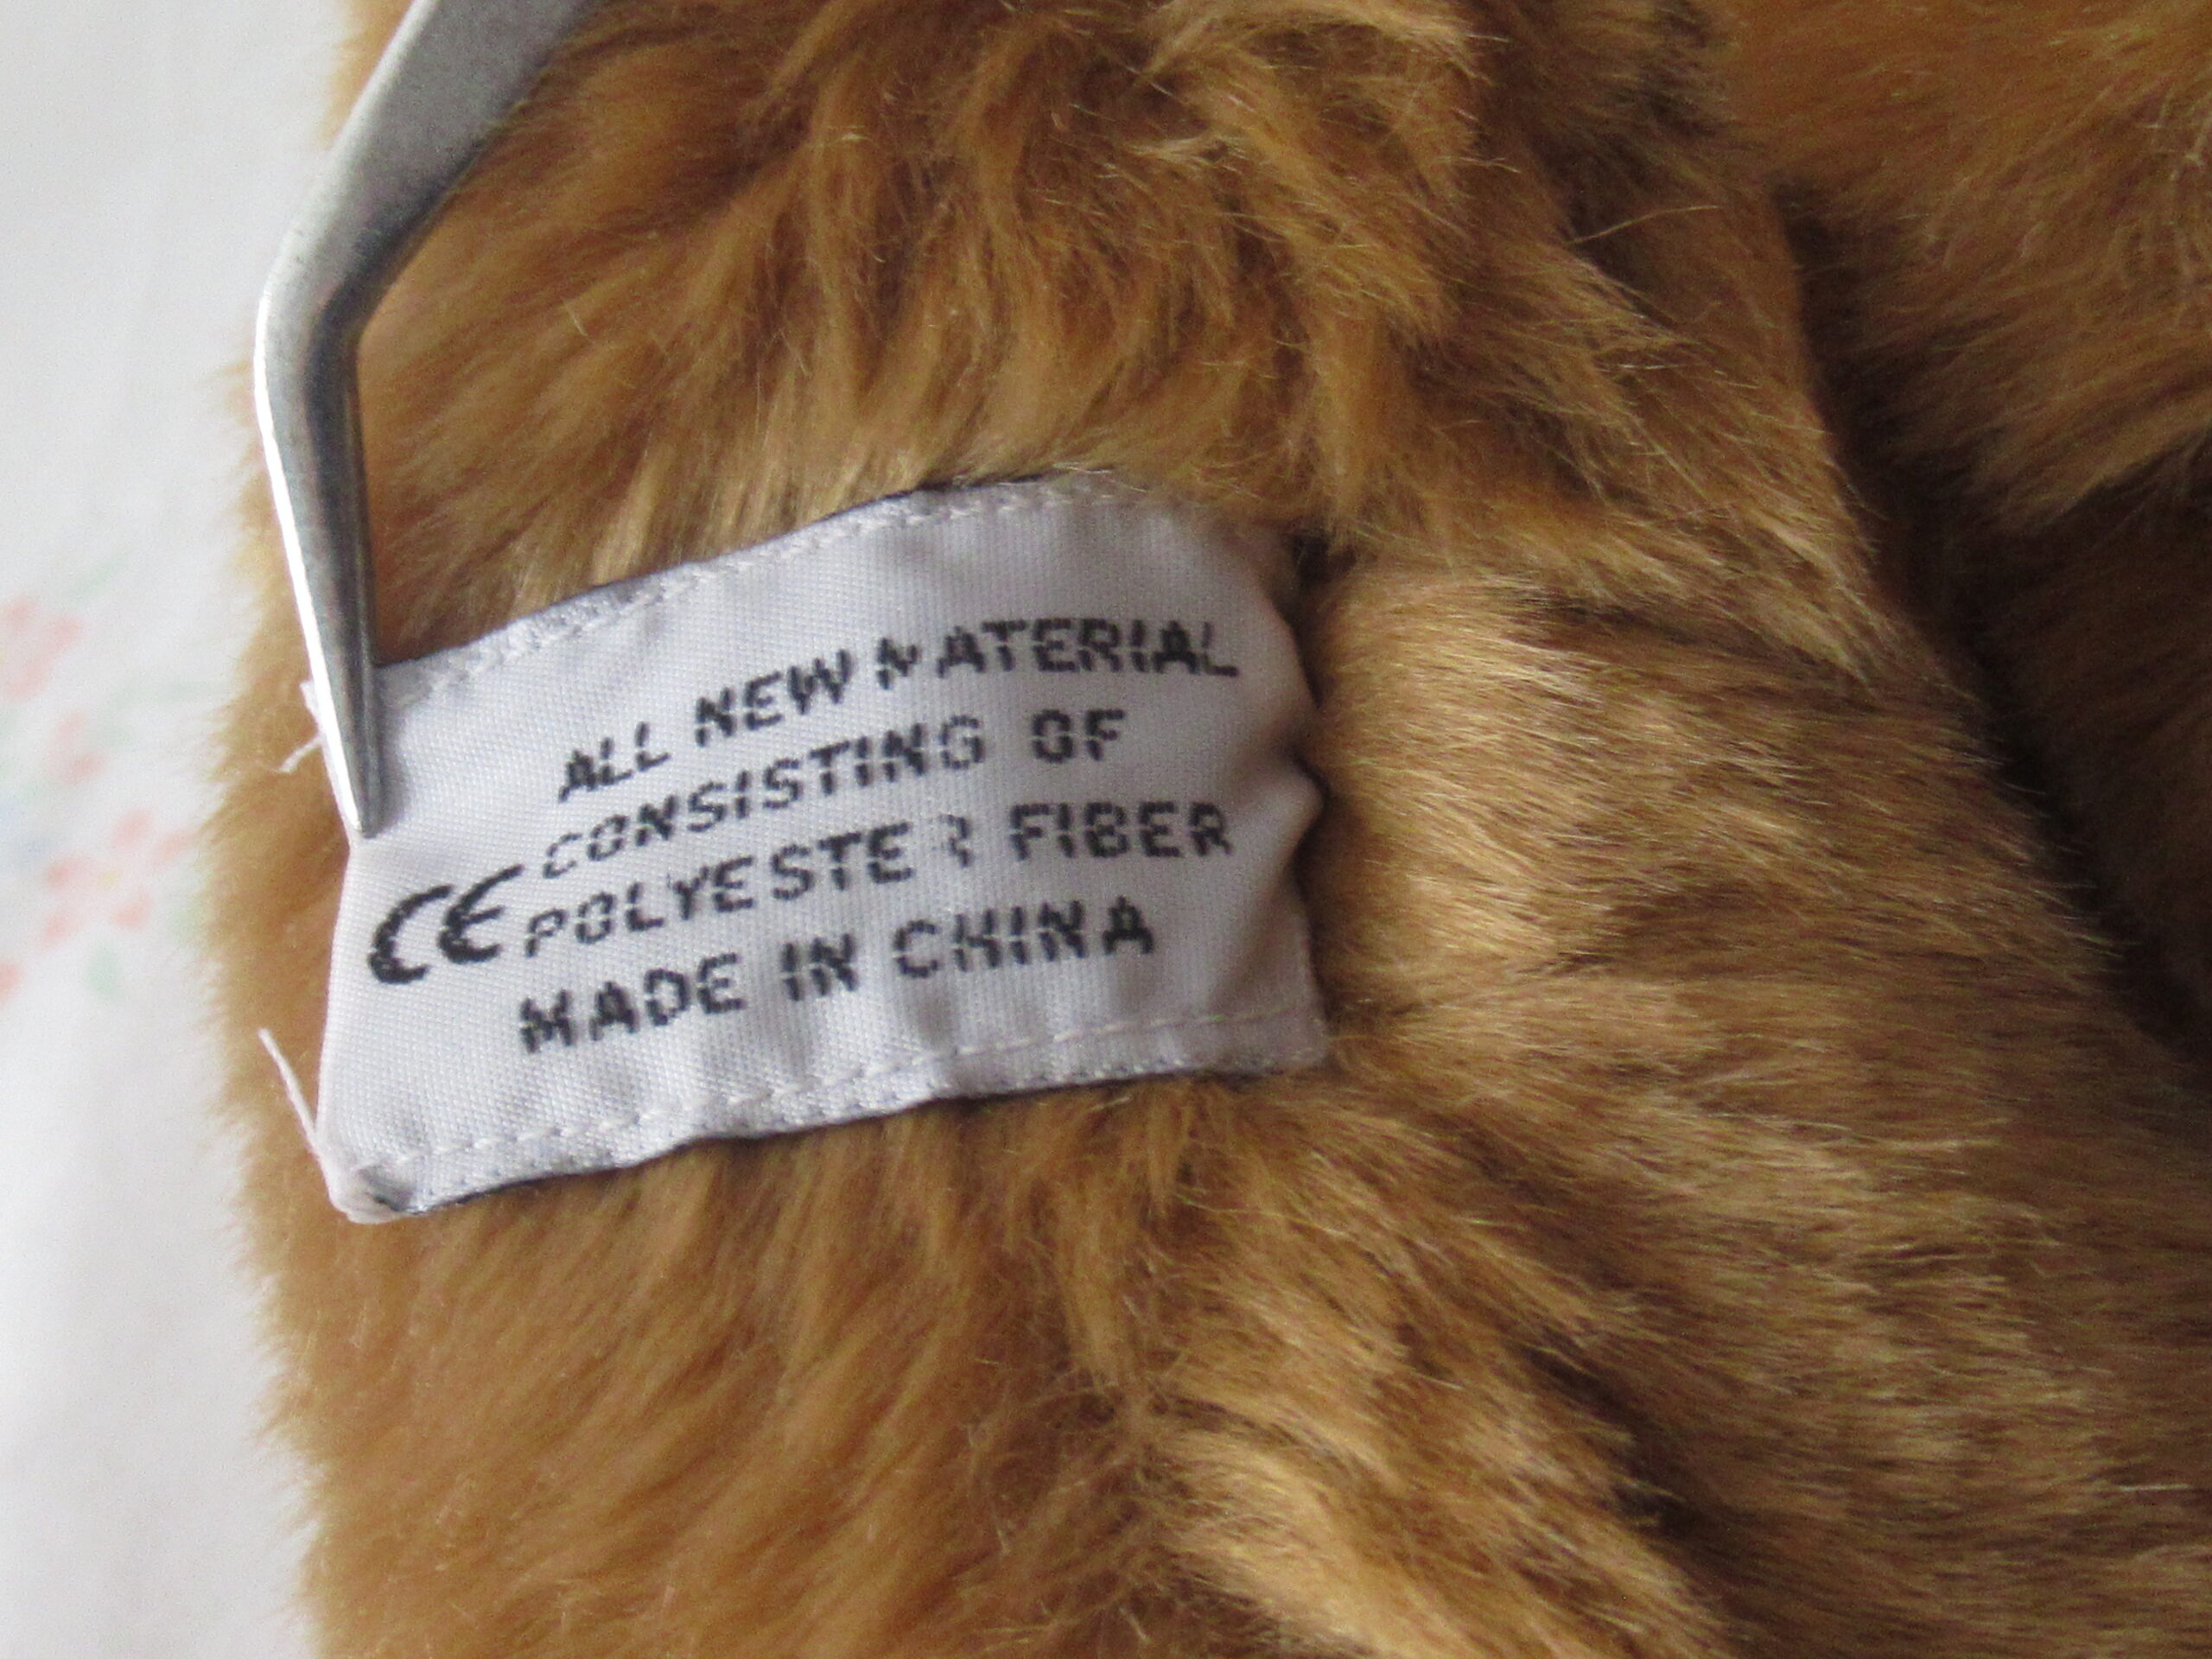 ALL NEW MATERIAL
CONSISTING OF
CE POLYESTER FIBER
MADE IN CHINA